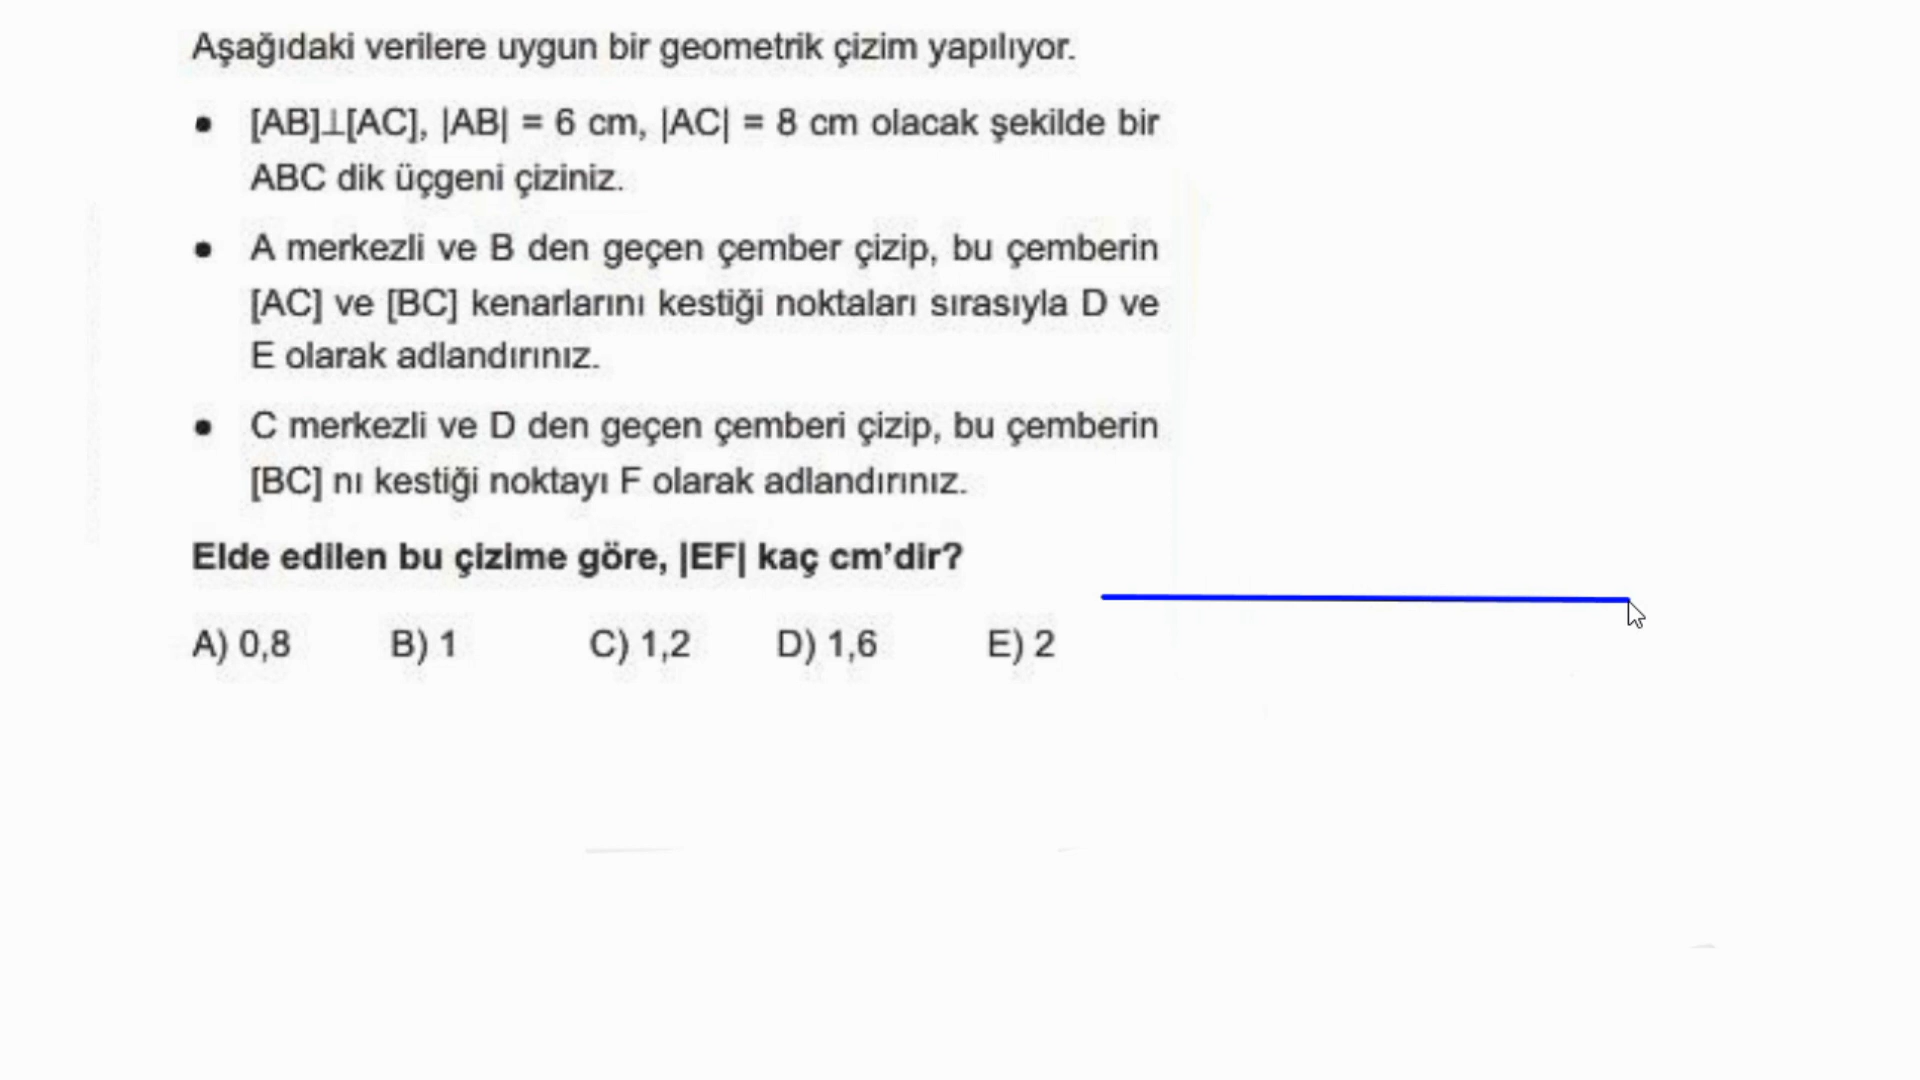 Aşağıdaki verilere uygun bir geometrik çizim yapılıyor.
• [AB]⊥[AC], |AB| = 6 cm, |AC| = 8 cm olacak şekilde bir
ABC dik üçgeni çiziniz.
• A merkezli ve B den geçen çember çizip, bu çemberin
[AC] ve [BC] kenarlarını kestiği noktaları sırasıyla D ve
E olarak adlandırınız.
• C merkezli ve D den geçen çemberi çizip, bu çemberin
[BC] nı kestiği noktayı F olarak adlandırınız.
Elde edilen bu çizime göre, |EF| kaç cm'dir?
A) 0,8 B) 1 C) 1,2 D) 1,6 E) 2